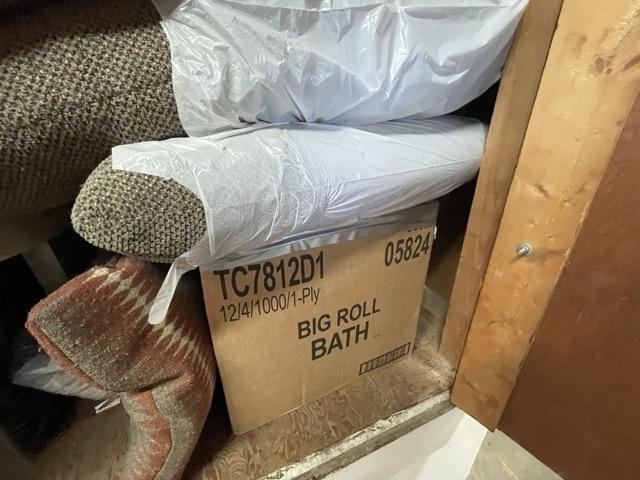 TC7812D1
05824
12/4/1000/1-Ply
BIG ROLL
BATH